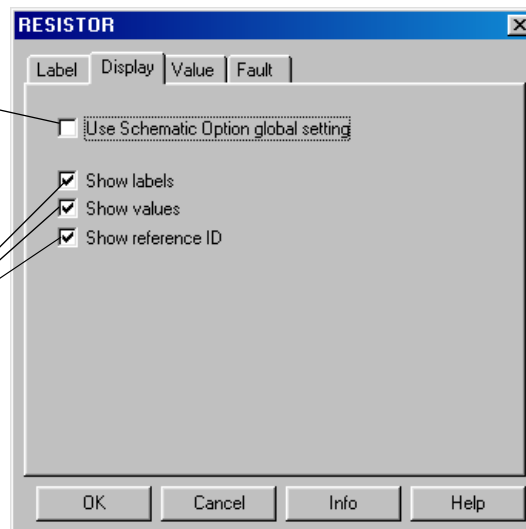 RESISTOR
Label Display Value Fault
Use Schematic Option global setting
Show labels
Show values
Show reference ID
OK Cancel Info Help